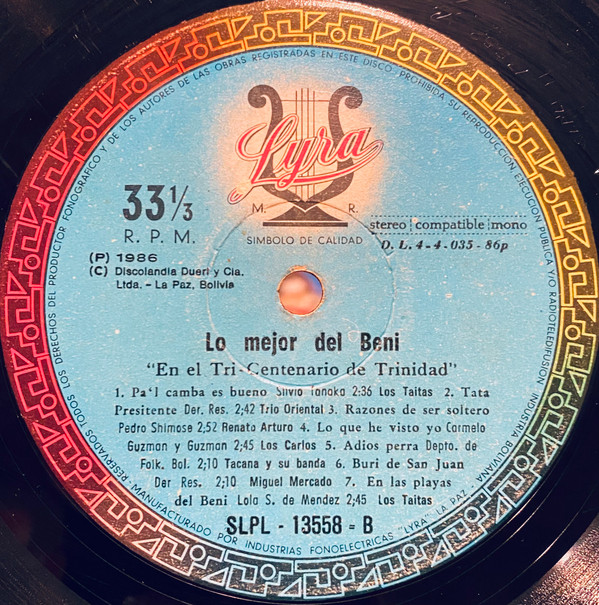 RESERVADOS TODOS LOS DERECHOS DEL PRODUCTOR FONOGRAFICO Y DE LOS AUTORES DE LAS OBRAS REGISTRADAS EN ESTE DISCO. PROHIBIDA SU REPRODUCCION, EJECUCION PUBLICA Y/O RADIOTELEDIFUSION
INDUSTRIA BOLIVIANA
Lyra
M. R.
SIMBOLO DE CALIDAD
33⅓
R. P. M.
stereo compatible mono
D. L. 4-4-035-86p
(P) 1986
(C) Discolandia Dueri y Cia.
Ltda. - La Paz, Bolivia
Lo mejor del Beni
"En el Tri-Centenario de Trinidad"
1. Pa'l camba es bueno Silvio Tanaka 2:36 Los Taitas 2. Tata
Presitente Der. Res. 2;42 Trio Oriental 3. Razones de ser soltero
Pedro Shimose 2;52 Renato Arturo 4. Lo que he visto yo Carmelo
Guzman y Guzman 2;45 Los Carlos 5. Adios perra Depto. de
Folk. Bol. 2;10 Tacana y su banda 6. Buri de San Juan
Der Res. 2;10 Miguel Mercado 7. En las playas
del Beni Lola S. de Mendez 2;45 Los Taitas
SLPL - 13558 = B
MANUFACTURADO POR INDUSTRIAS FONOELECTRICAS "LYRA" LA PAZ -